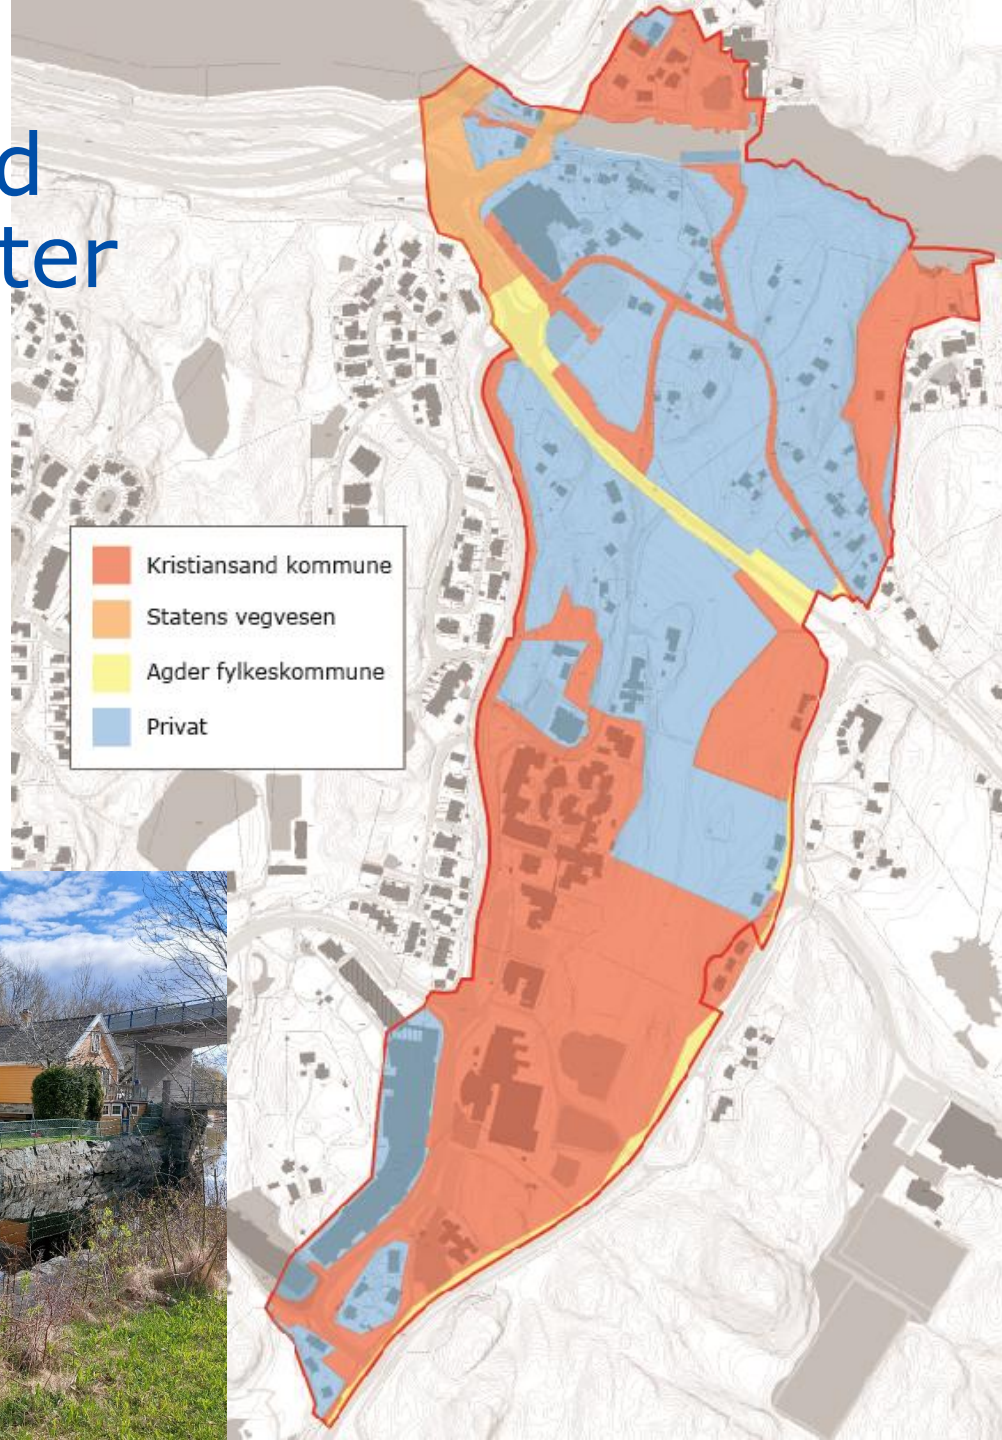 d
ter
Kristiansand kommune
Statens vegvesen
Agder fylkeskommune
Privat